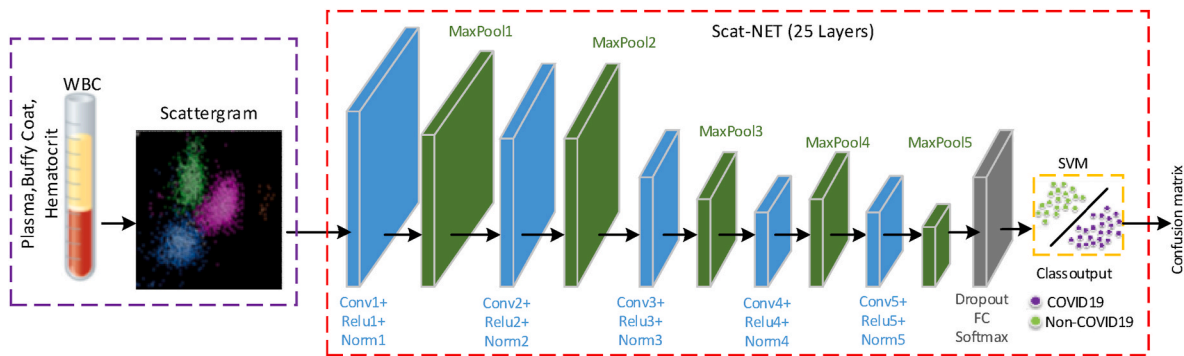 Plasma,Buffy Coat,
Hematocrit
WBC
Scattergram
Scat-NET (25 Layers)
MaxPool1
MaxPool2
MaxPool3
MaxPool4
MaxPool5
Conv1+
Relu1+
Norm1
Conv2+
Relu2+
Norm2
Conv3+
Relu3+
Norm3
Conv4+
Relu4+
Norm4
Conv5+
Relu5+
Norm5
Dropout
FC
Softmax
SVM
Class output
COVID19
Non-COVID19
Confusion matrix